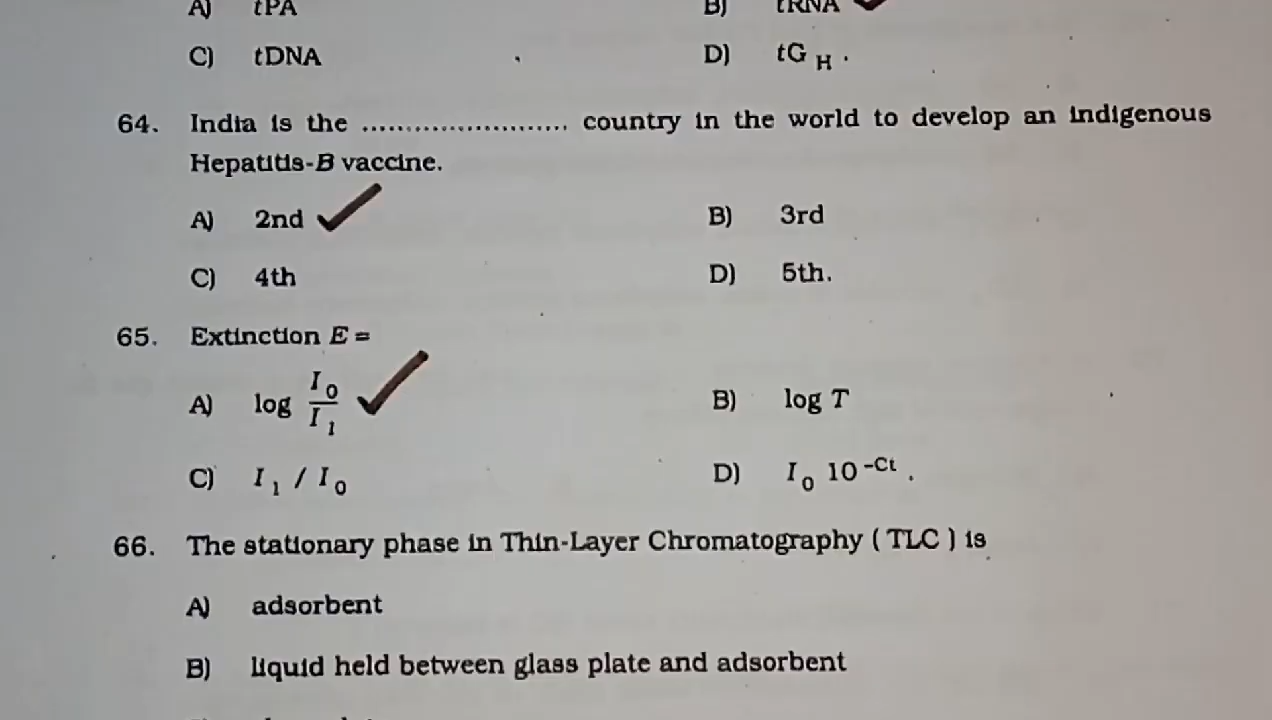 A) tPA B) tRNA
C) tDNA D) tG H .
64. India is the ........................ country in the world to develop an indigenous
Hepatitis-B vaccine.
A) 2nd B) 3rd
C) 4th D) 5th.
65. Extinction E =
A) log I0/I1 B) log T
C) I1 / I0 D) I0 10 -Ct .
66. The stationary phase in Thin-Layer Chromatography ( TLC ) is
A) adsorbent
B) liquid held between glass plate and adsorbent